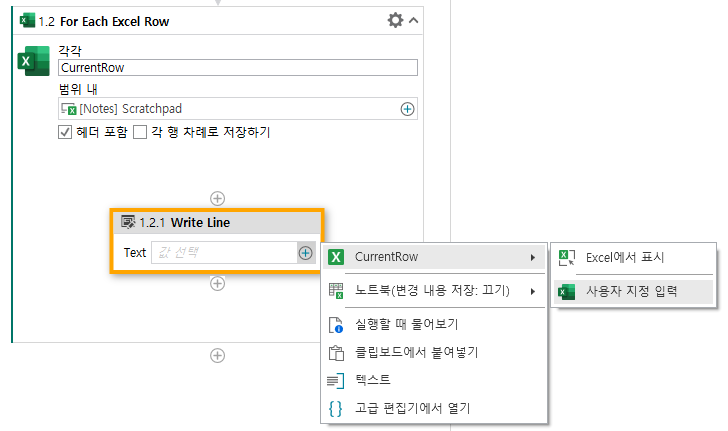 1.2 For Each Excel Row
각각
CurrentRow
범위 내
[Notes] Scratchpad
헤더 포함 각 행 차례로 저장하기
1.2.1 Write Line
Text 값 선택
CurrentRow
노트북(변경 내용 저장: 끄기)
실행할 때 물어보기
클립보드에서 붙여넣기
텍스트
고급 편집기에서 열기
Excel에서 표시
사용자 지정 입력